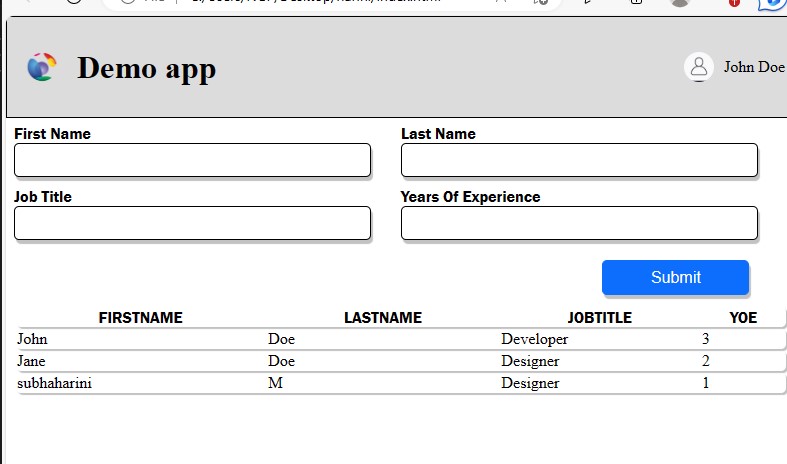 Demo app
John Doe
First Name Last Name
Job Title Years Of Experience
Submit
FIRSTNAME LASTNAME JOBTITLE YOE
John Doe Developer 3
Jane Doe Designer 2
subhaharini M Designer 1